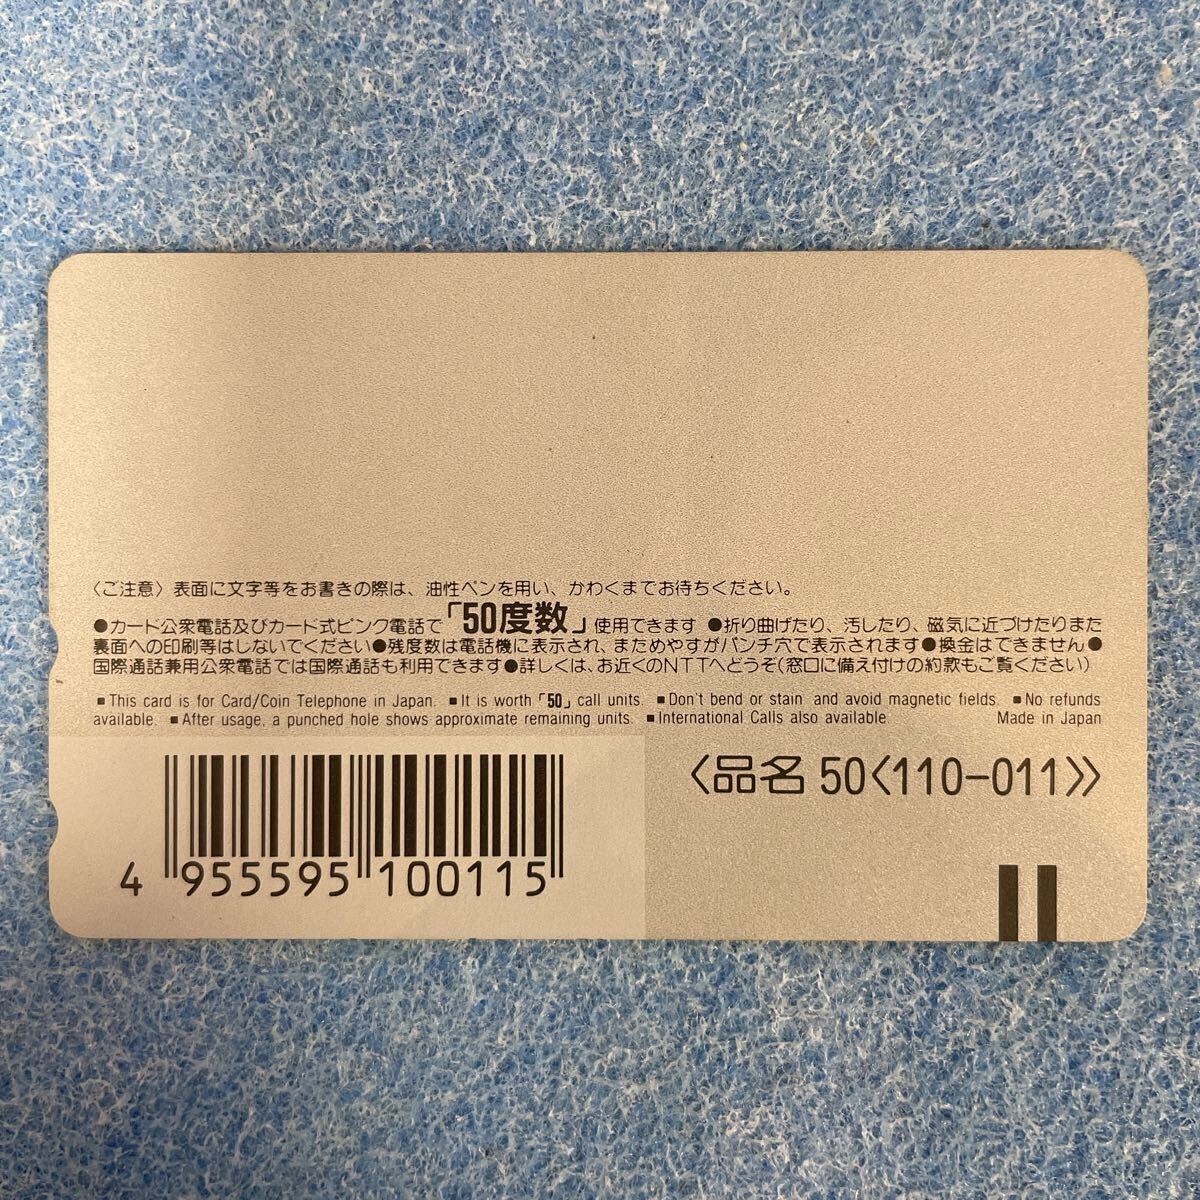 〈ご注意〉表面に文字等をお書きの際は、油性ペンを用い、かわくまでお待ちください。
●カード公衆電話及びカード式ピンク電話で「50度数」使用できます ●折り曲げたり、汚したり、磁気に近づけたりまた
裏面への印刷等はしないでください●残度数は電話機に表示され、まためやすがパンチ穴で表示されます●換金はできません●
国際通話兼用公衆電話では国際通話も利用できます●詳しくは、お近くのNTTへどうぞ(窓口に備え付けの約款もご覧ください)
■This card is for Card/Coin Telephone in Japan. ■It is worth「50」call units. ■Don't bend or stain and avoid magnetic fields. ■No refunds
available. ■After usage, a punched hole shows approximate remaining units. ■International Calls also available Made in Japan
〈品名 50〈110-011〉〉
4 955595 100115